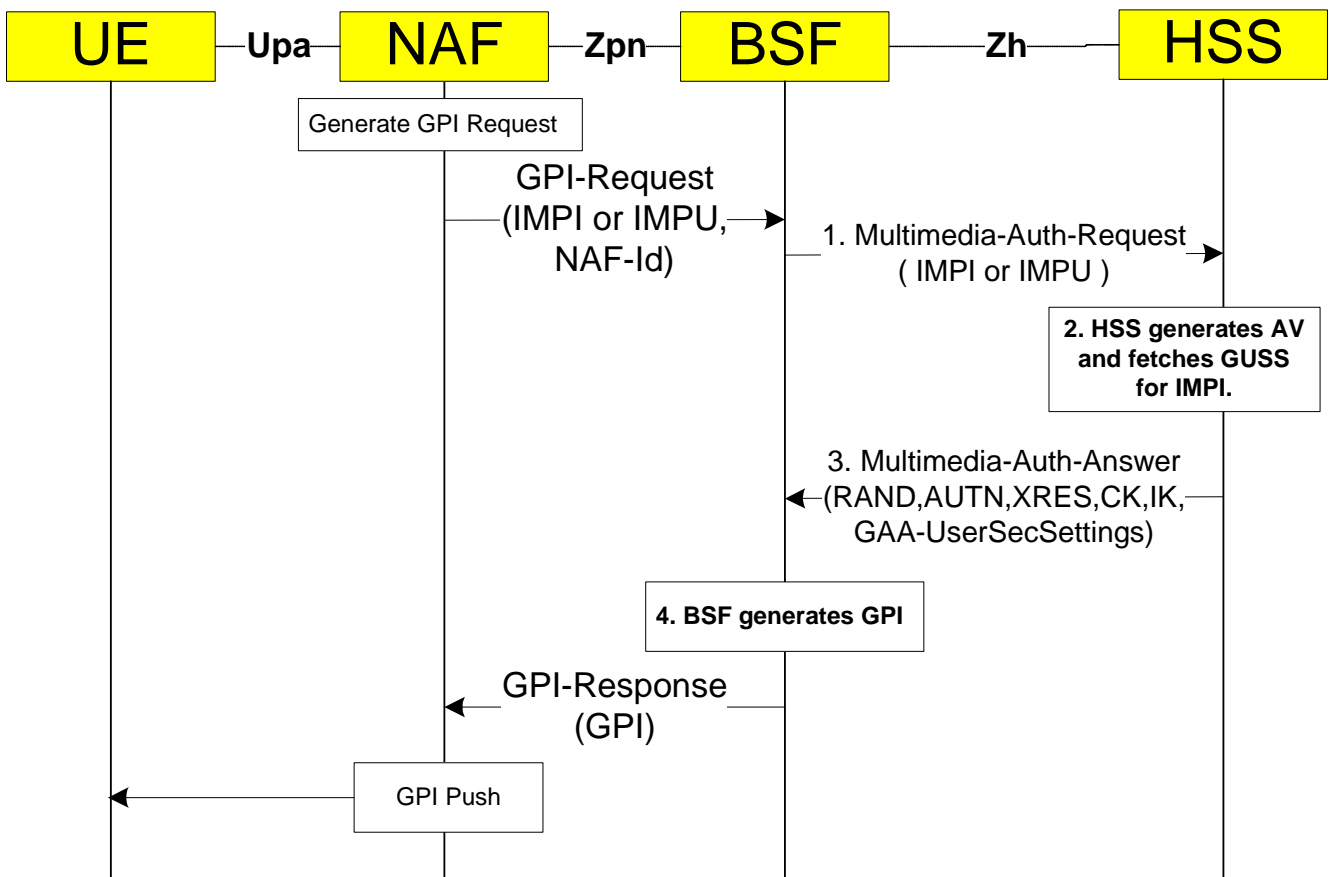 UE
Upa
NAF
Zpn
BSF
Zh
HSS
Generate GPI Request
GPI-Request
(IMPI or IMPU,
NAF-Id)
1. Multimedia-Auth-Request
( IMPI or IMPU )
2. HSS generates AV
and fetches GUSS
for IMPI.
3. Multimedia-Auth-Answer
(RAND,AUTN,XRES,CK,IK,
GAA-UserSecSettings)
4. BSF generates GPI
GPI-Response
(GPI)
GPI Push